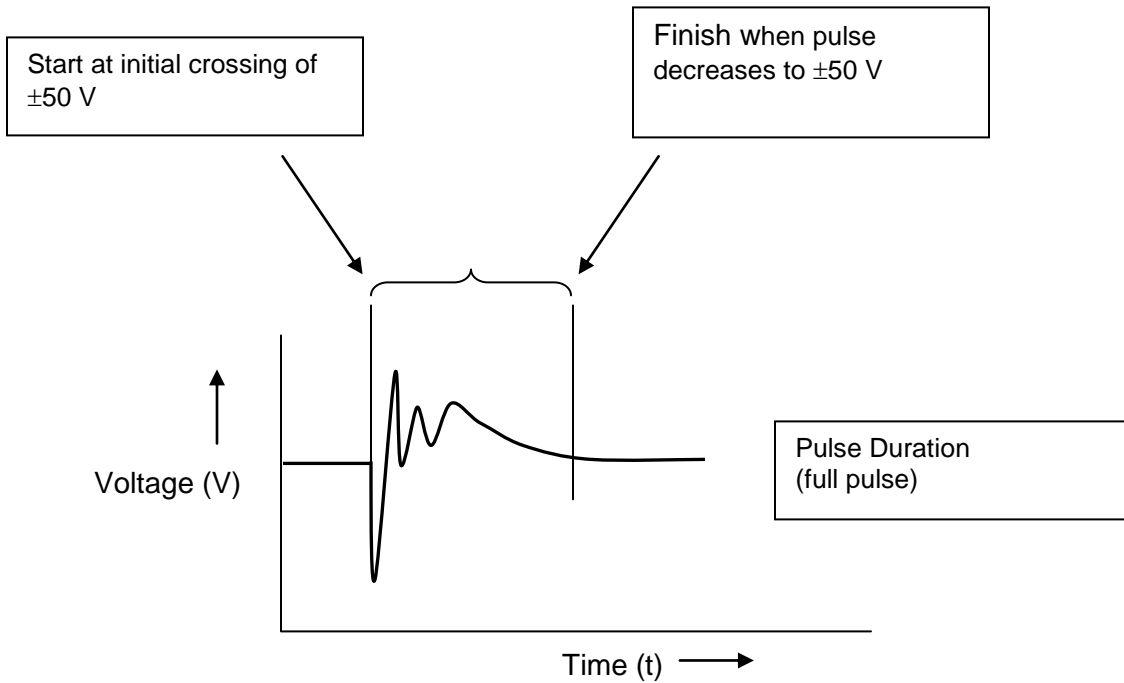 Start at initial crossing of
±50 V
Finish when pulse
decreases to ±50 V
Voltage (V)
Pulse Duration
(full pulse)
Time (t)